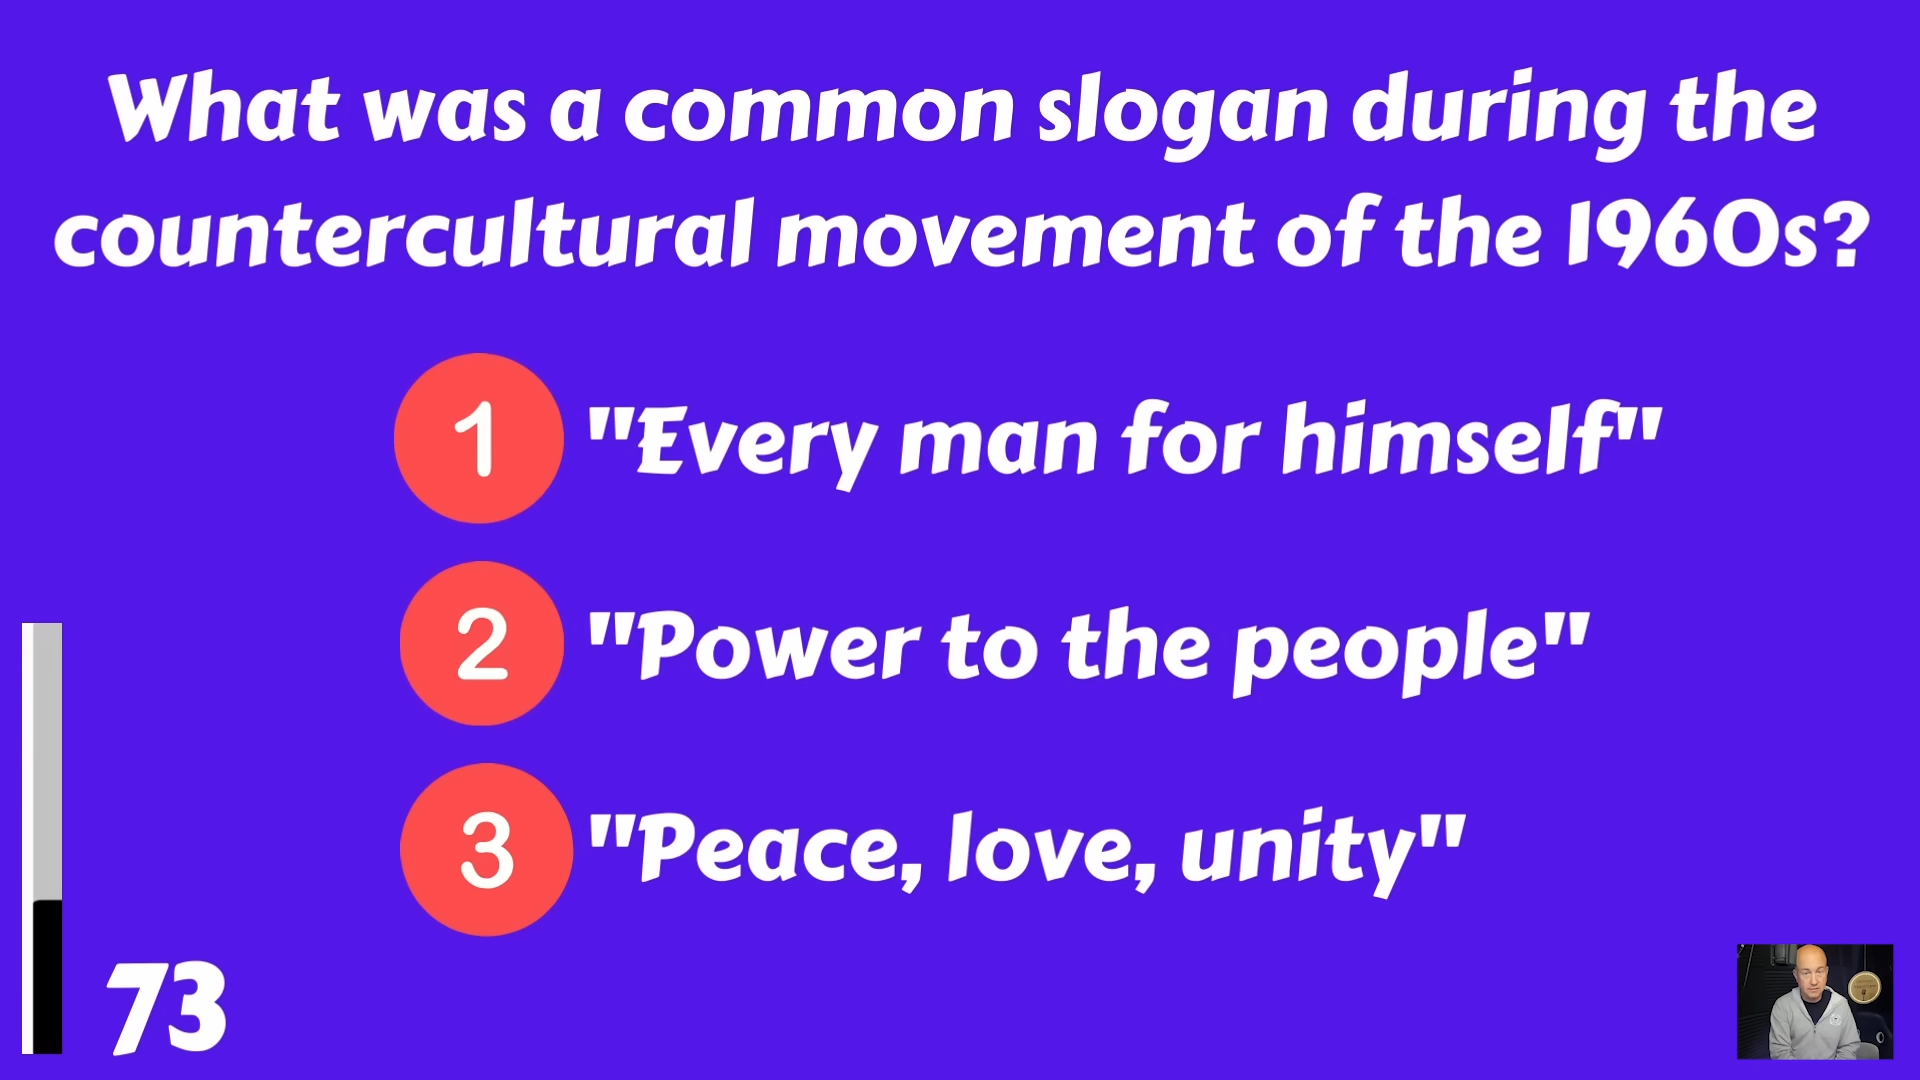 What was a common slogan during the
countercultural movement of the 1960s?
1 "Every man for himself"
2 "Power to the people"
3 "Peace, love, unity"
73